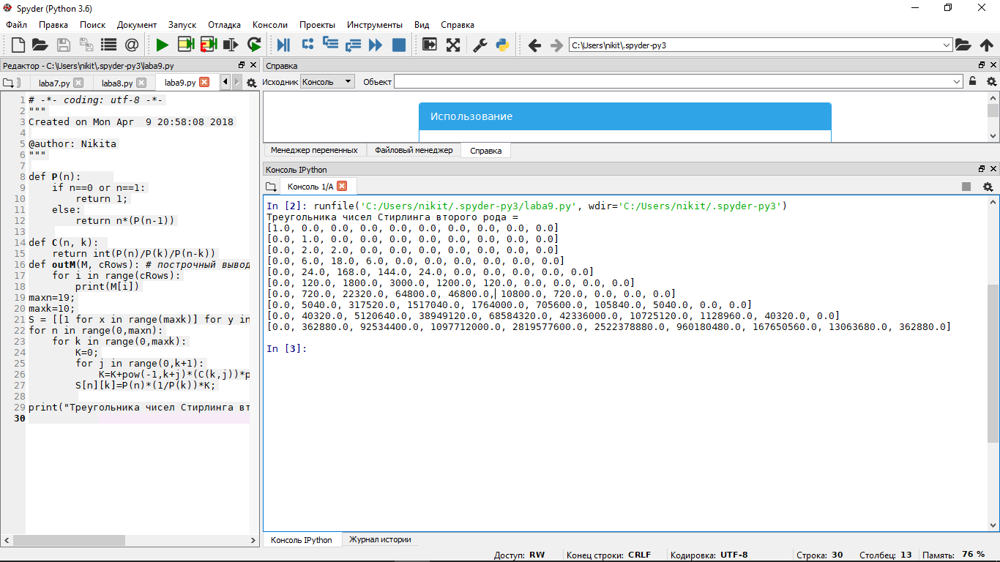 Spyder (Python 3.6)
Файл Правка Поиск Документ Запуск Отладка Консоли Проекты Инструменты Вид Справка
C:\Users\nikit\.spyder-py3
Редактор - C:\Users\nikit\.spyder-py3\laba9.py
laba7.py laba8.py laba9.py
1 # -*- coding: utf-8 -*-
2 """
3 Created on Mon Apr  9 20:58:08 2018
4
5 @author: Nikita
6 """
7
8 def P(n):
9     if n==0 or n==1:
10         return 1;
11     else:
12         return n*(P(n-1))
13
14 def C(n, k):
15     return int(P(n)/P(k)/P(n-k))
16 def outM(M, cRows): # построчный вывод
17     for i in range(cRows):
18         print(M[i])
19 maxn=19;
20 maxk=10;
21 S = [[1 for x in range(maxk)] for y in
22 for n in range(0,maxn):
23     for k in range(0,maxk):
24         K=0;
25         for j in range(0,k+1):
26             K=K+pow(-1,k+j)*(C(k,j))*p
27         S[n][k]=P(n)*(1/P(k))*K;
28
29 print("Треугольника чисел Стирлинга вт
30
Справка
Исходник Консоль Объект
Использование
Менеджер переменных Файловый менеджер Справка
Консоль IPython
Консоль 1/A
In [2]: runfile('C:/Users/nikit/.spyder-py3/laba9.py', wdir='C:/Users/nikit/.spyder-py3')
Треугольника чисел Стирлинга второго рода =
[1.0, 0.0, 0.0, 0.0, 0.0, 0.0, 0.0, 0.0, 0.0, 0.0]
[0.0, 1.0, 0.0, 0.0, 0.0, 0.0, 0.0, 0.0, 0.0, 0.0]
[0.0, 2.0, 2.0, 0.0, 0.0, 0.0, 0.0, 0.0, 0.0, 0.0]
[0.0, 6.0, 18.0, 6.0, 0.0, 0.0, 0.0, 0.0, 0.0, 0.0]
[0.0, 24.0, 168.0, 144.0, 24.0, 0.0, 0.0, 0.0, 0.0, 0.0]
[0.0, 120.0, 1800.0, 3000.0, 1200.0, 120.0, 0.0, 0.0, 0.0, 0.0]
[0.0, 720.0, 22320.0, 64800.0, 46800.0, 10800.0, 720.0, 0.0, 0.0, 0.0]
[0.0, 5040.0, 317520.0, 1517040.0, 1764000.0, 705600.0, 105840.0, 5040.0, 0.0, 0.0]
[0.0, 40320.0, 5120640.0, 38949120.0, 68584320.0, 42336000.0, 10725120.0, 1128960.0, 40320.0, 0.0]
[0.0, 362880.0, 92534400.0, 1097712000.0, 2819577600.0, 2522378880.0, 960180480.0, 167650560.0, 13063680.0, 362880.0]
In [3]:
Консоль IPython Журнал истории
Доступ: RW Конец строки: CRLF Кодировка: UTF-8 Строка: 30 Столбец: 13 Память: 76 %